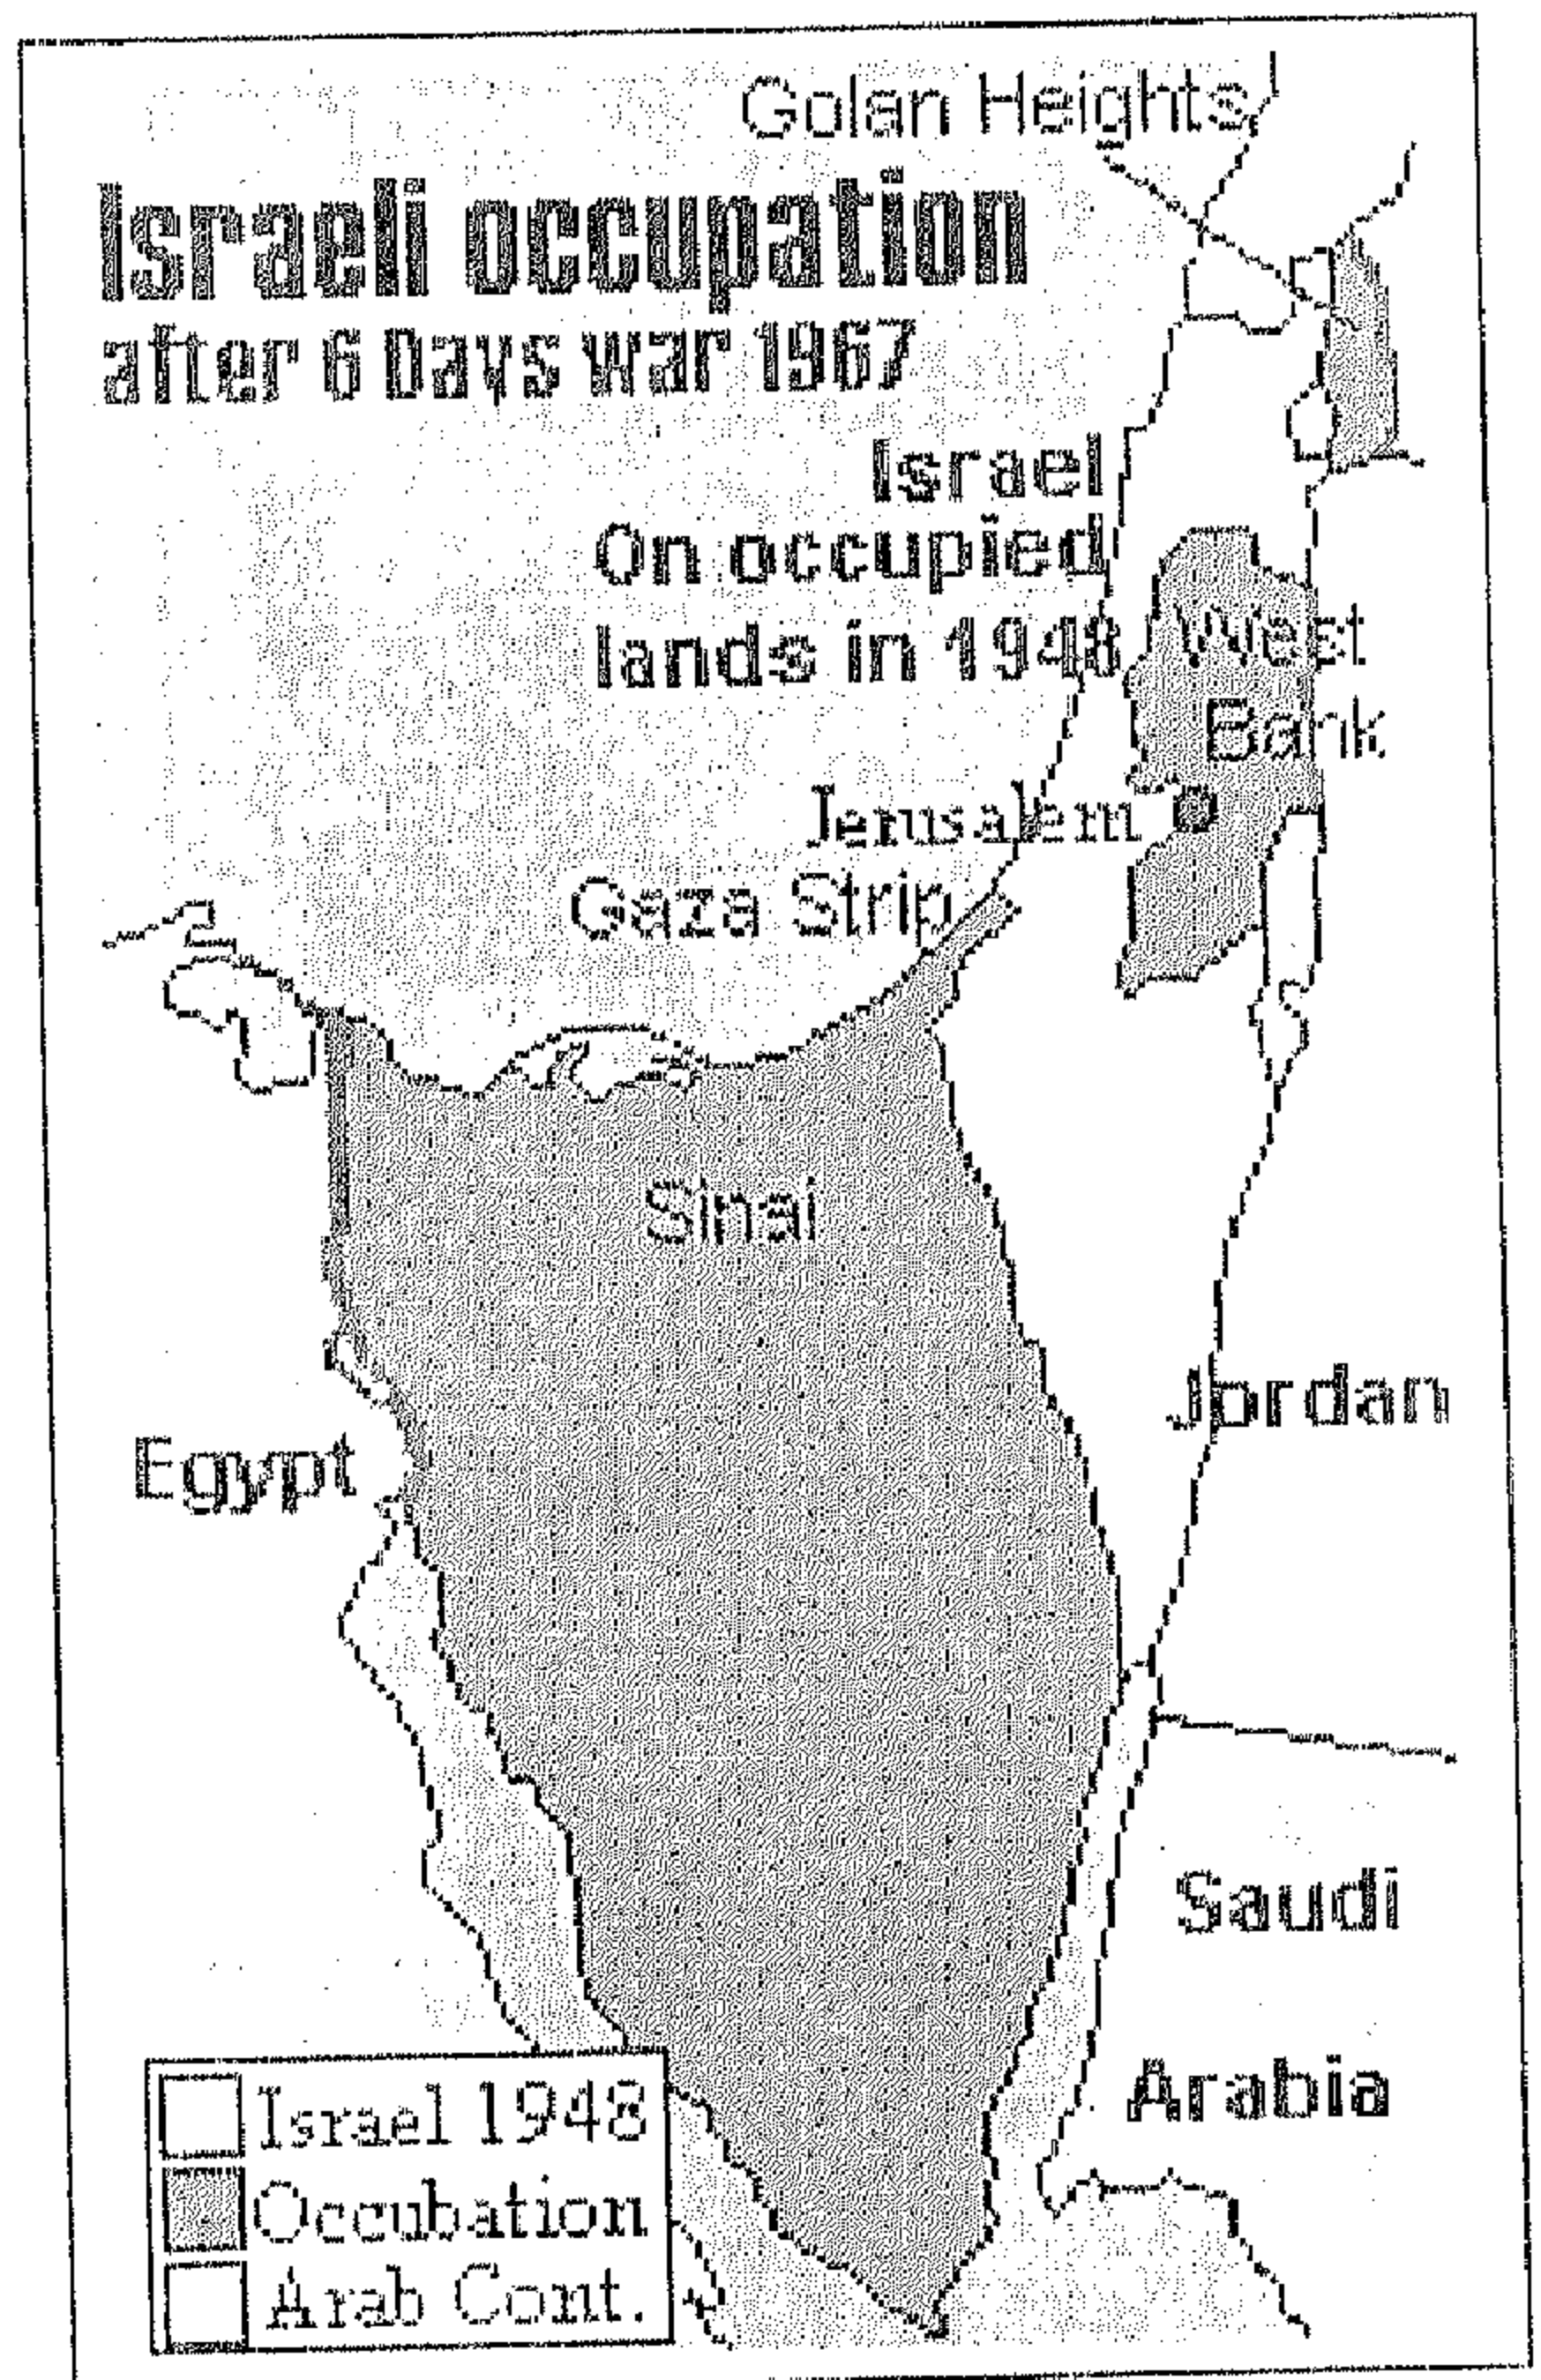 Golan Heights
Israeli occupation
after 6 Days war 1967
Israel
On occupied
lands in 1948
West
Bank
Jerusalem
Gaza Strip
Sinai
Egypt
Jordan
Saudi
Arabia
Israel 1948
Occubation
Arab Cont.